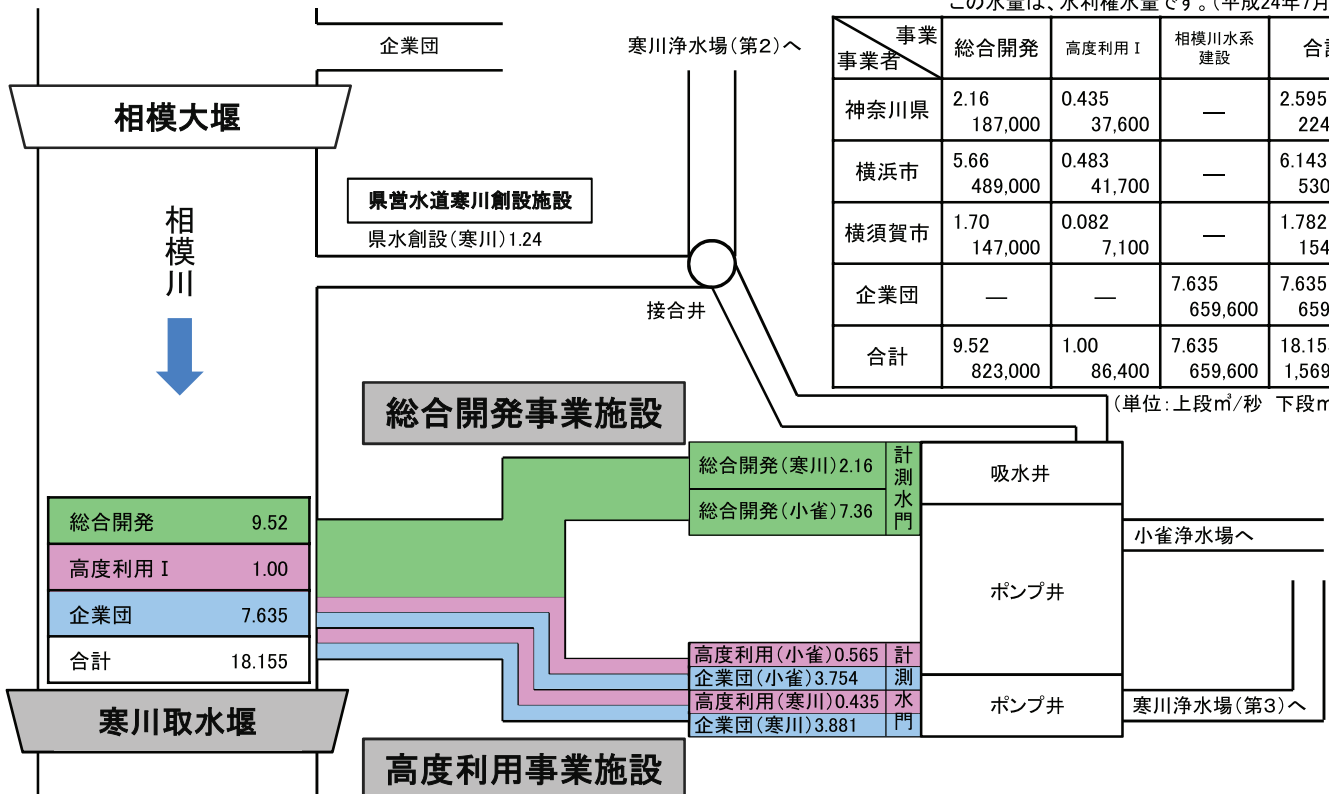 この水量は、水利権水量です。(平成24年7月
企業団
寒川浄水場(第2)へ
相模大堰
県営水道寒川創設施設
県水創設(寒川)1.24
相模川
接合井
事業
事業者
総合開発
高度利用Ⅰ
相模川水系
建設
合計
神奈川県
2.16
187,000
0.435
37,600
—
2.595
224
横浜市
5.66
489,000
0.483
41,700
—
6.143
530
横須賀市
1.70
147,000
0.082
7,100
—
1.782
154
企業団
—
—
7.635
659,600
7.635
659
合計
9.52
823,000
1.00
86,400
7.635
659,600
18.15
1,569
(単位:上段㎥/秒 下段m
総合開発事業施設
総合開発(寒川)2.16
総合開発(小雀)7.36
計測水門
吸水井
ポンプ井
小雀浄水場へ
総合開発 9.52
高度利用Ⅰ 1.00
企業団 7.635
合計 18.155
高度利用(小雀)0.565
企業団(小雀)3.754
高度利用(寒川)0.435
企業団(寒川)3.881
計測水門
ポンプ井
寒川浄水場(第3)へ
寒川取水堰
高度利用事業施設